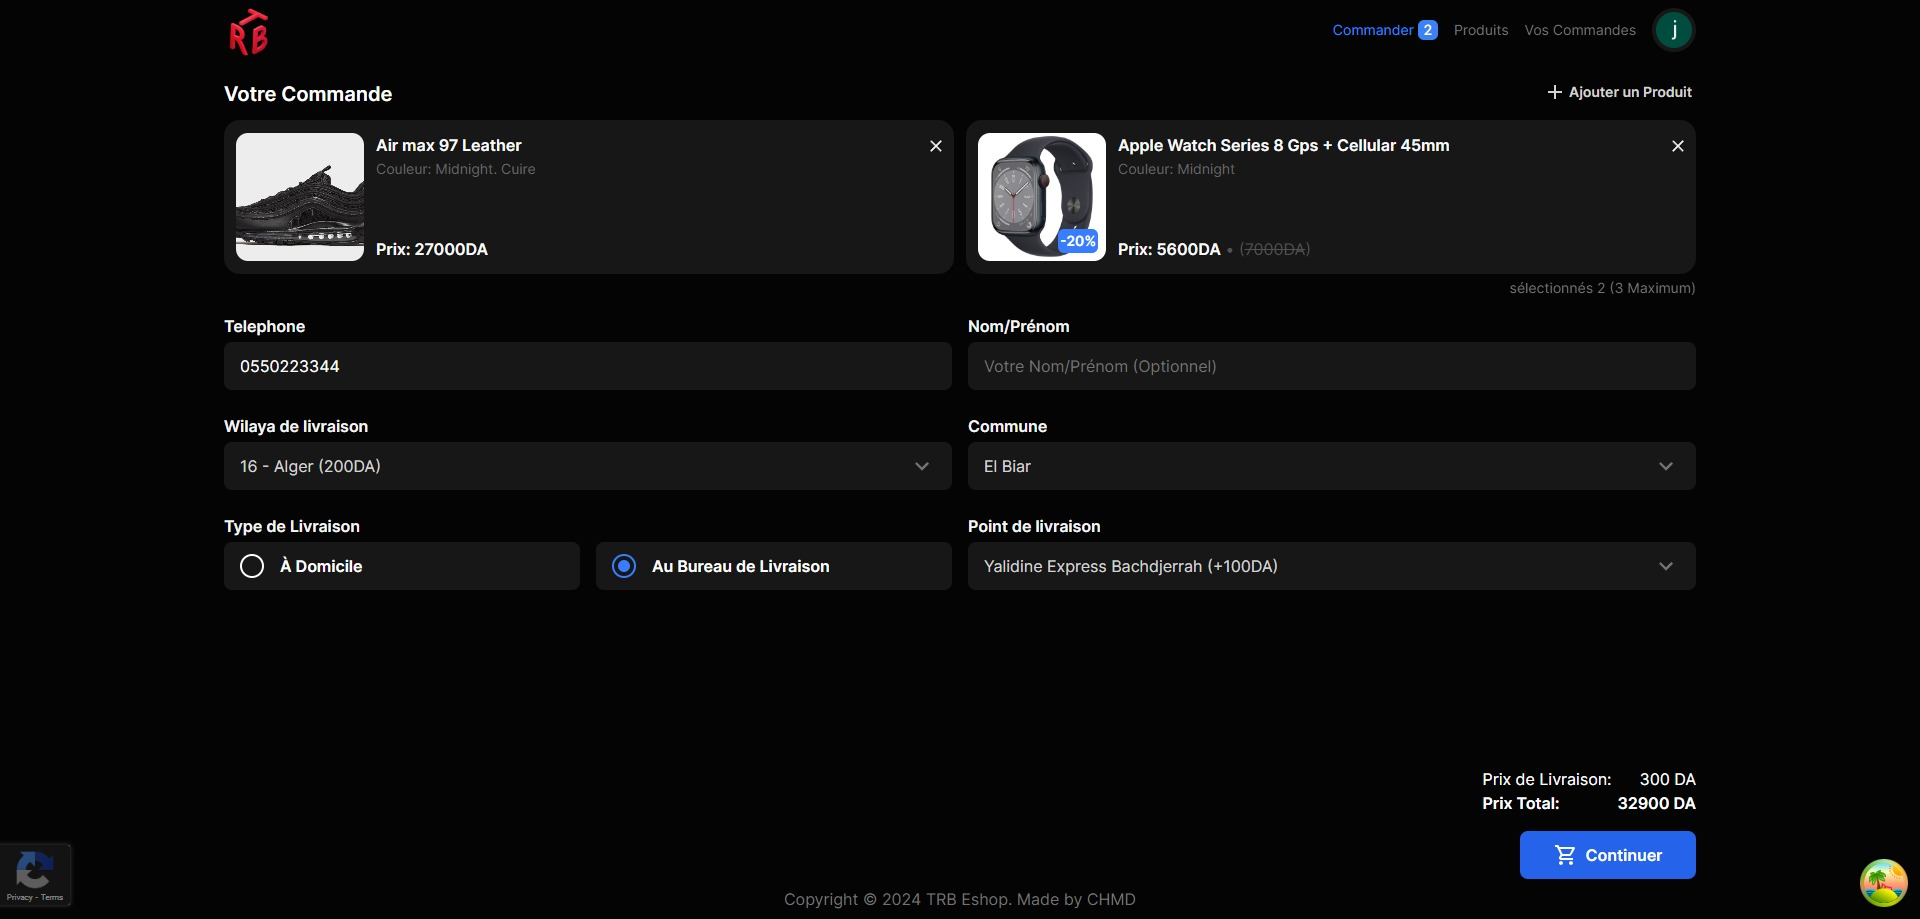 TRB
Commander 2 Produits Vos Commandes j
Votre Commande
Ajouter un Produit
Air max 97 Leather
Couleur: Midnight. Cuire
Prix: 27000DA
Apple Watch Series 8 Gps + Cellular 45mm
Couleur: Midnight
-20%
Prix: 5600DA • (7000DA)
sélectionnés 2 (3 Maximum)
Telephone
0550223344
Nom/Prénom
Votre Nom/Prénom (Optionnel)
Wilaya de livraison
16 - Alger (200DA)
Commune
El Biar
Type de Livraison
À Domicile
Au Bureau de Livraison
Point de livraison
Yalidine Express Bachdjerrah (+100DA)
Prix de Livraison: 300 DA
Prix Total: 32900 DA
Continuer
Privacy - Terms
Copyright © 2024 TRB Eshop. Made by CHMD